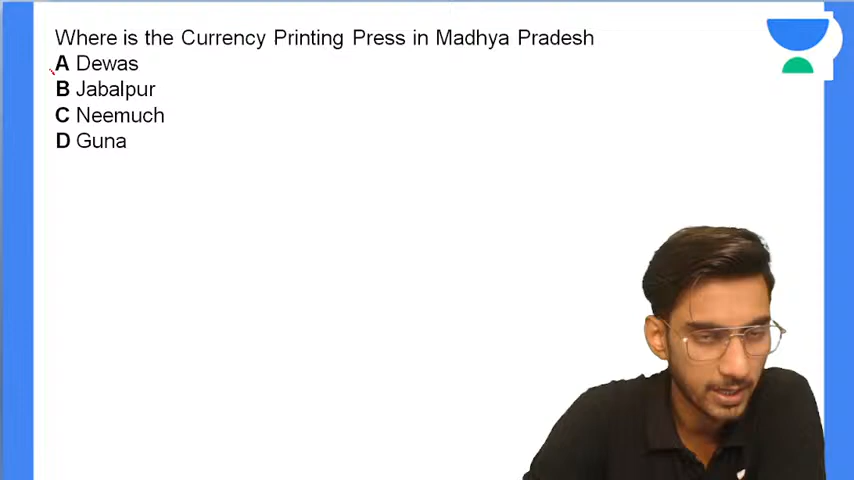 Where is the Currency Printing Press in Madhya Pradesh
A Dewas
B Jabalpur
C Neemuch
D Guna